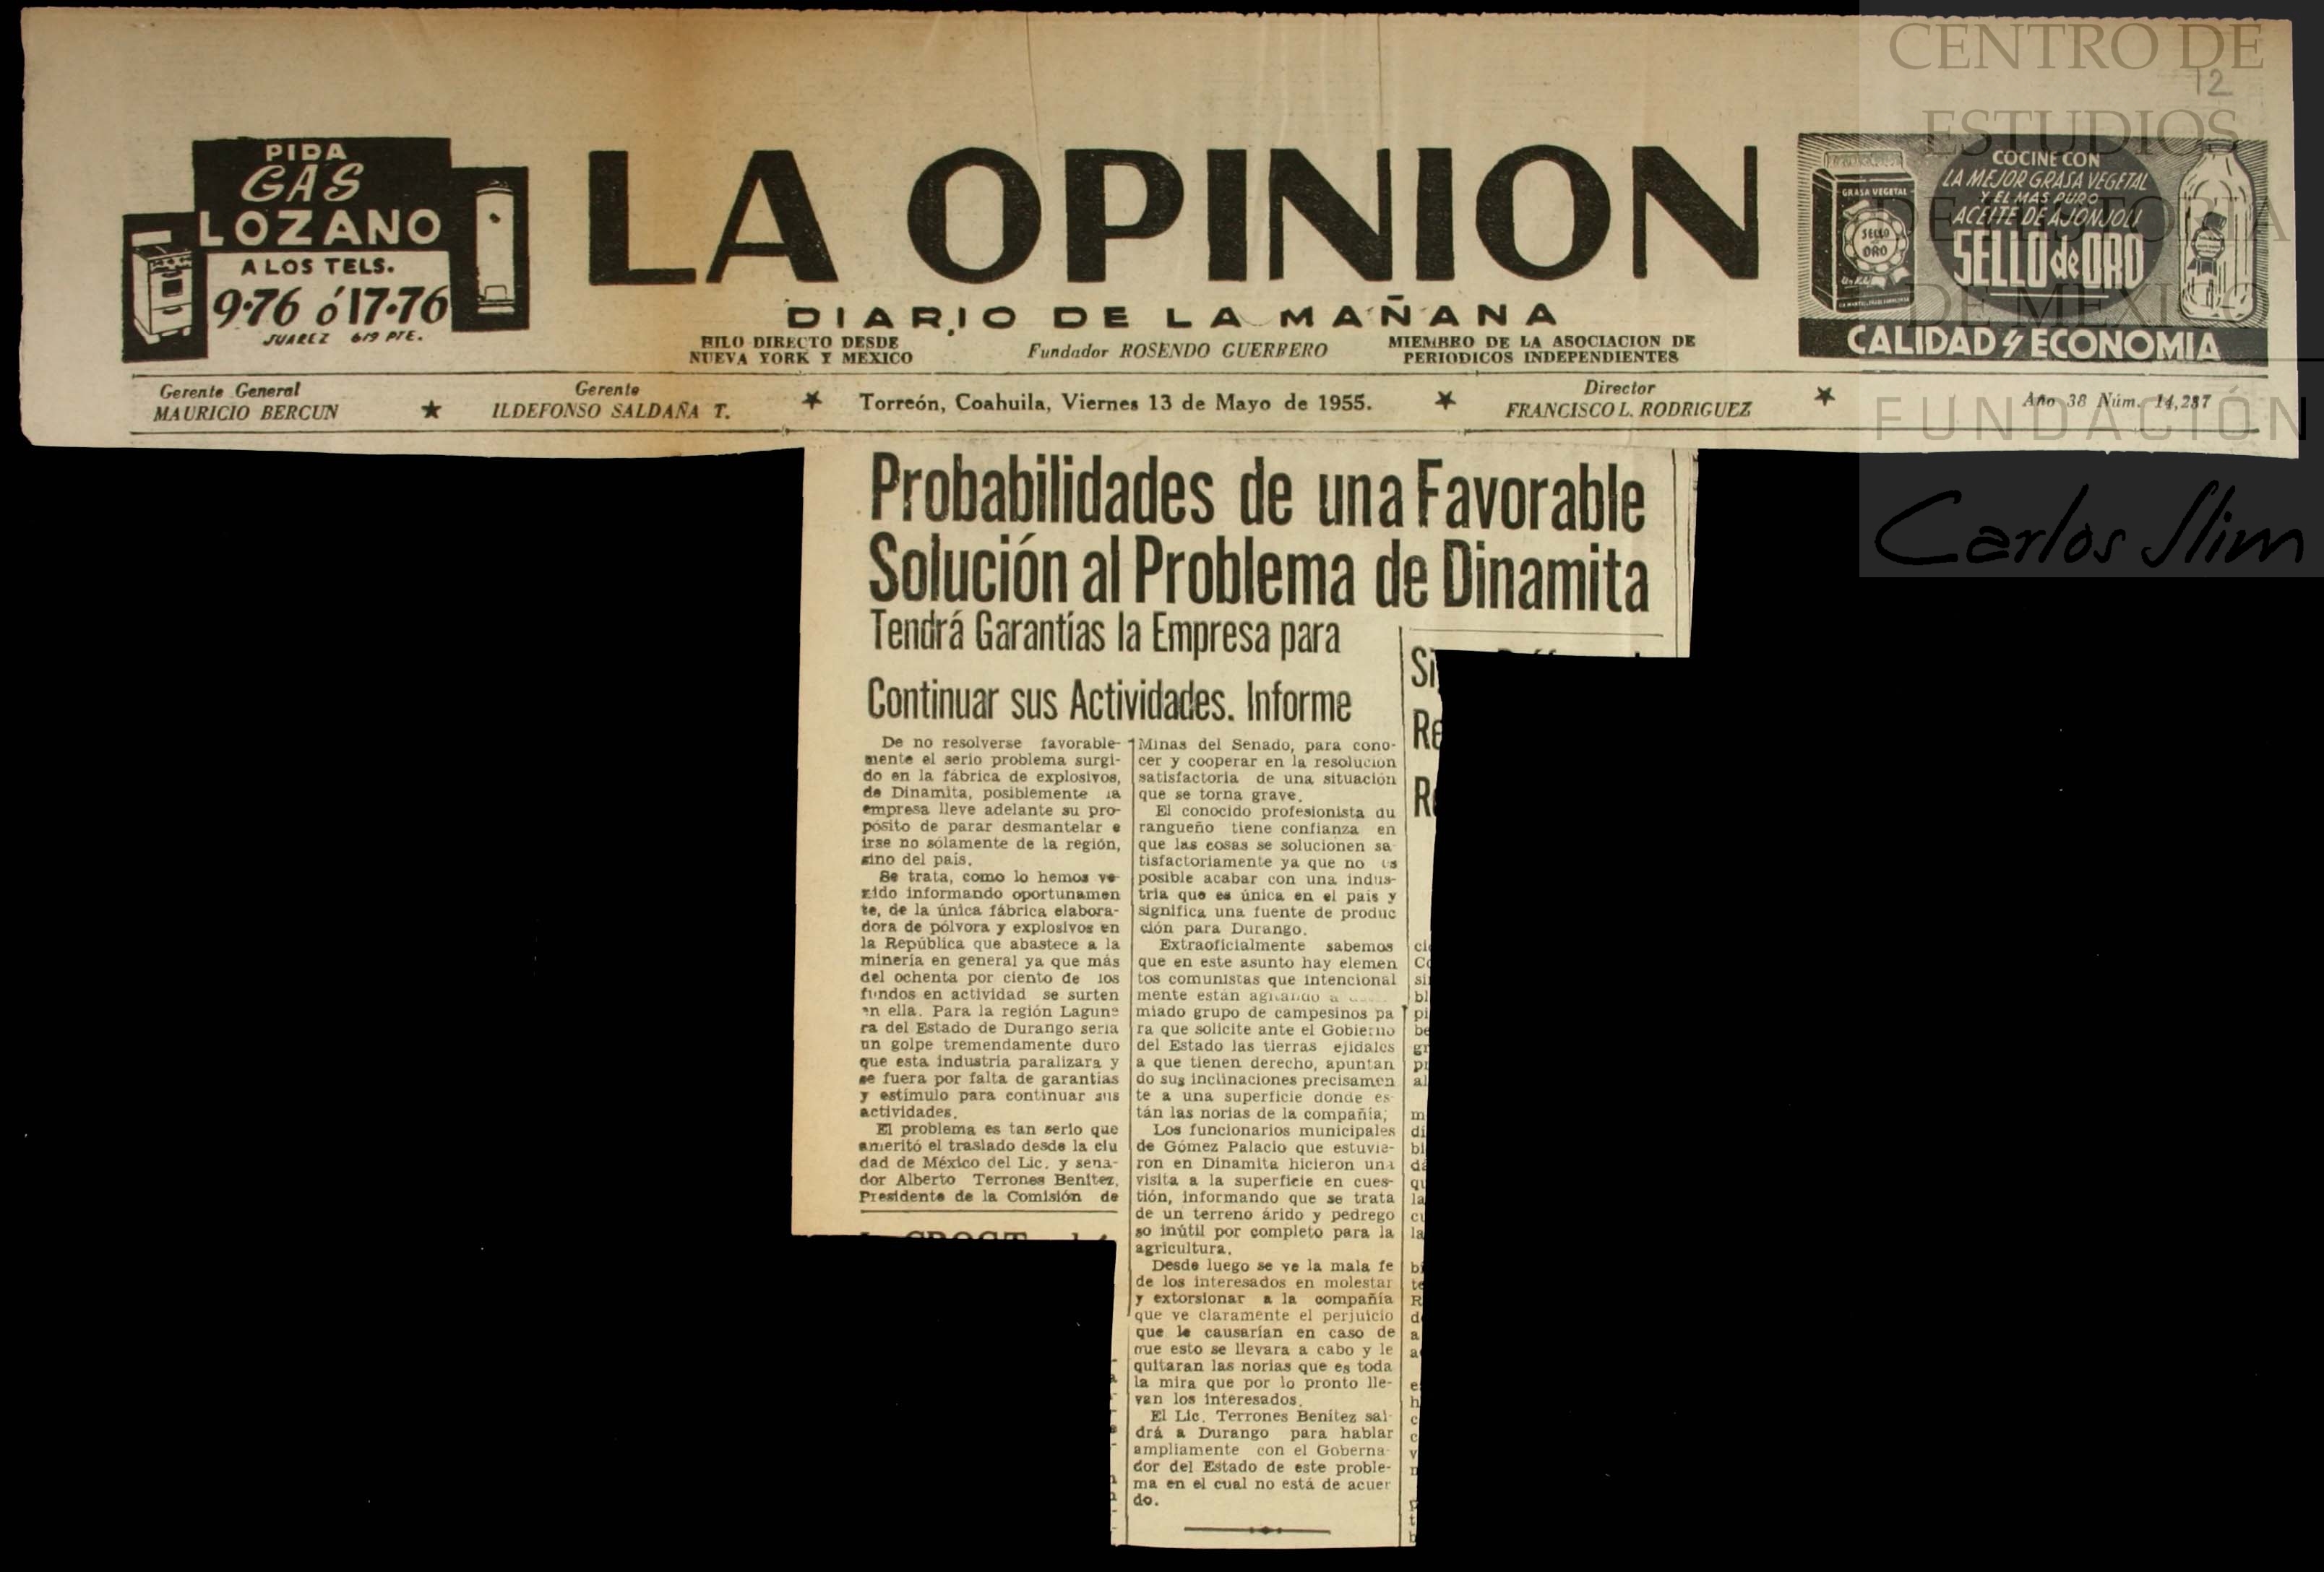 CENTRO DE
ESTUDIOS
DE HISTORIA
DE MEXICO
FUNDACIÓN
Carlos Slim
12
PIDA
GAS
LOZANO
A LOS TELS.
9·76 ó 17·76
JUAREZ 619 PTE.
LA OPINION
DIARIO DE LA MAÑANA
HILO DIRECTO DESDE
NUEVA YORK Y MEXICO
Fundador ROSENDO GUERRERO
MIEMBRO DE LA ASOCIACION DE
PERIODICOS INDEPENDIENTES
GRASA VEGETAL
SELLO
ORO
COCINE CON
LA MEJOR GRASA VEGETAL
Y EL MAS PURO
ACEITE DE AJONJOLI
SELLO de ORO
CALIDAD y ECONOMIA
Gerente General
MAURICIO BERCUN
Gerente
ILDEFONSO SALDAÑA T.
Torreón, Coahuila, Viernes 13 de Mayo de 1955.
Director
FRANCISCO L. RODRIGUEZ
Año 38 Núm. 14,287
Probabilidades de una Favorable
Solución al Problema de Dinamita
Tendrá Garantías la Empresa para
Continuar sus Actividades. Informe
De no resolverse favorable-
mente el serio problema surgi-
do en la fábrica de explosivos,
de Dinamita, posiblemente la
empresa lleve adelante su pro-
pósito de parar desmantelar e
irse no sólamente de la región,
sino del país.
Se trata, como lo hemos ve-
nido informando oportunamen
te, de la única fábrica elabora-
dora de pólvora y explosivos en
la República que abastece a la
minería en general ya que más
del ochenta por ciento de los
fundos en actividad se surten
en ella. Para la región Lagune
ra del Estado de Durango sería
un golpe tremendamente duro
que esta industria paralizara y
se fuera por falta de garantías
y estímulo para continuar sus
actividades.
El problema es tan serio que
ameritó el traslado desde la ciu
dad de México del Lic. y sena-
dor Alberto Terrones Benítez,
Presidente de la Comisión de
Minas del Senado, para cono-
cer y cooperar en la resolución
satisfactoria de una situación
que se torna grave.
El conocido profesionista du
rangueño tiene confianza en
que las cosas se solucionen sa
tisfactoriamente ya que no es
posible acabar con una indus-
tria que es única en el país y
significa una fuente de produc
ción para Durango.
Extraoficialmente sabemos
que en este asunto hay elemen
tos comunistas que intencional
mente están agitando a
miado grupo de campesinos pa
ra que solicite ante el Gobierno
del Estado las tierras ejidales
a que tienen derecho, apuntan
do sus inclinaciones precisamen
te a una superficie donde es-
tán las norias de la compañía;
Los funcionarios municipales
de Gómez Palacio que estuvie-
ron en Dinamita hicieron una
visita a la superficie en cues-
tión, informando que se trata
de un terreno árido y pedrego
so inútil por completo para la
agricultura.
Desde luego se ve la mala fe
de los interesados en molestar
y extorsionar a la compañía
que ve claramente el perjuicio
que le causarían en caso de
que esto se llevara a cabo y le
quitaran las norias que es toda
la mira que por lo pronto lle-
van los interesados.
El Lic. Terrones Benítez sal-
drá a Durango para hablar
ampliamente con el Goberna-
dor del Estado de este proble-
ma en el cual no está de acuer
do.